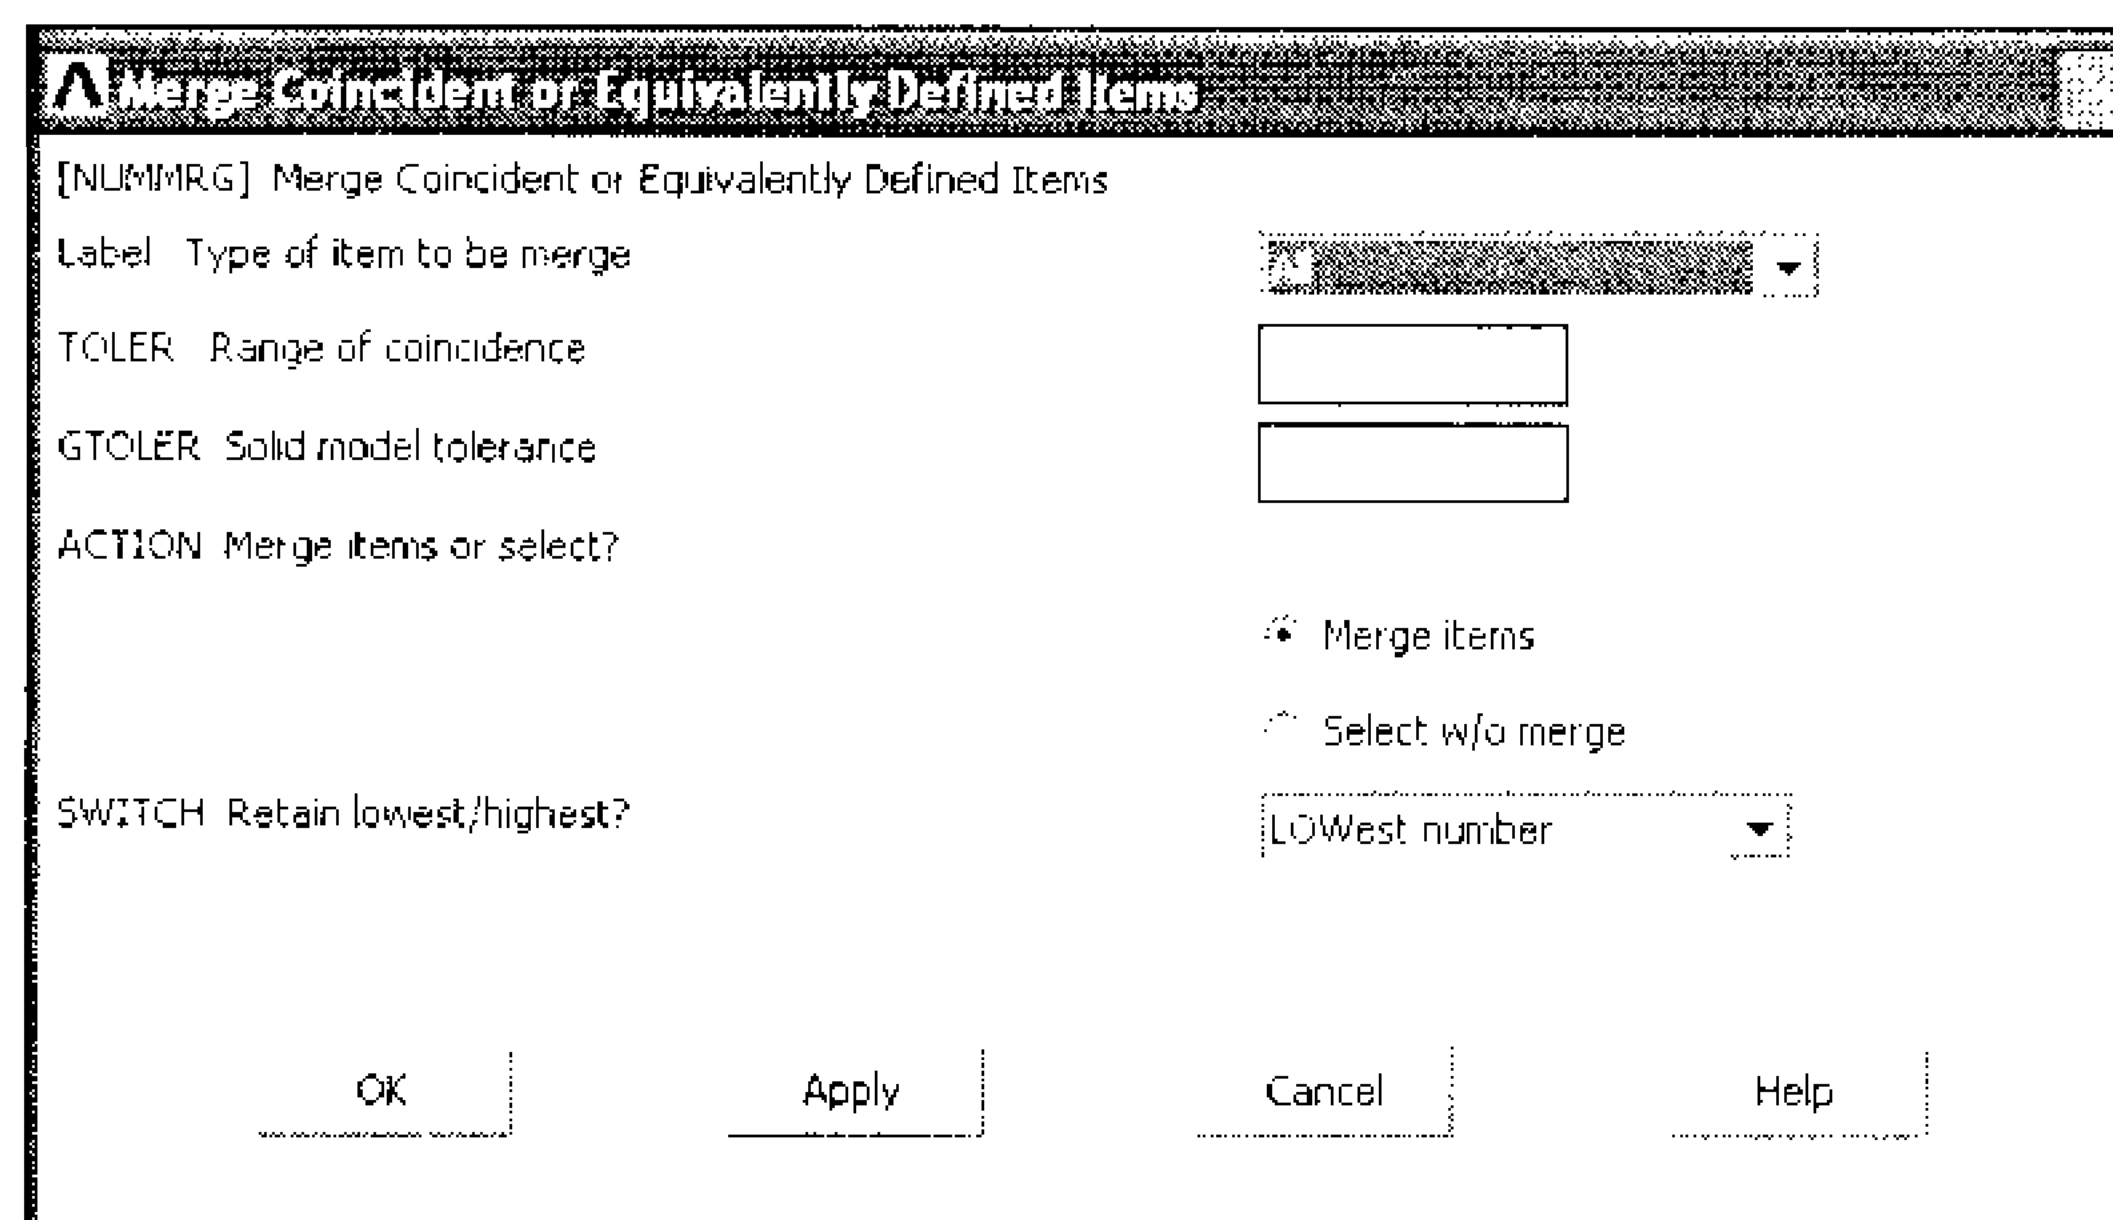 Merge Coincident or Equivalently Defined Items
[NUMMRG] Merge Coincident or Equivalently Defined Items
Label Type of item to be merge
TOLER Range of coincidence
GTOLER Solid model tolerance
ACTION Merge items or select?
Merge items
Select w/o merge
SWITCH Retain lowest/highest?
LOWest number
OK
Apply
Cancel
Help